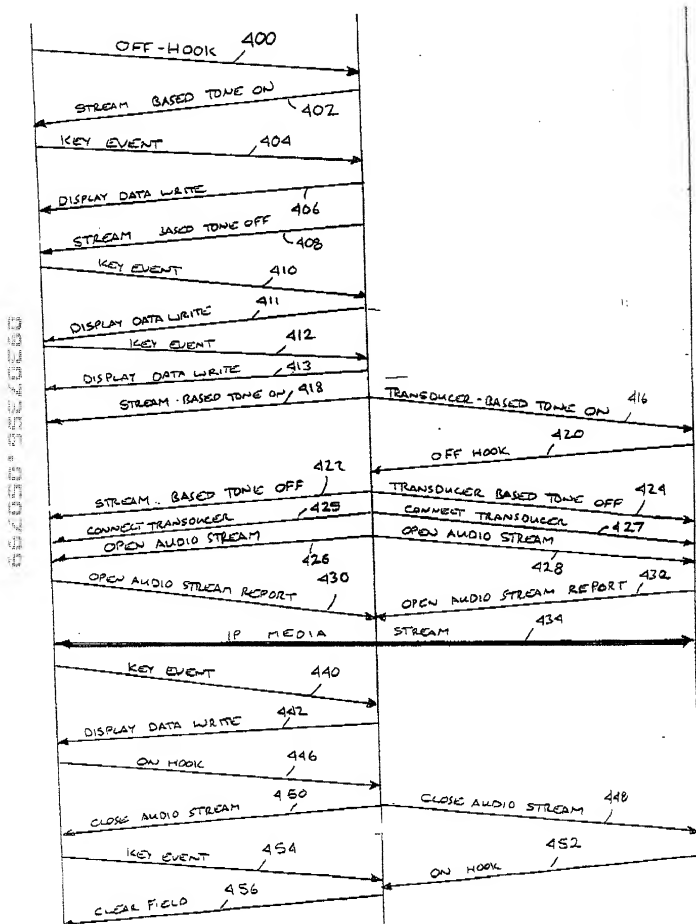 OFF-HOOK 400
STREAM BASED TONE ON 402
KEY EVENT 404
DISPLAY DATA WRITE 406
STREAM BASED TONE OFF 408
KEY EVENT 410
DISPLAY DATA WRITE 411
KEY EVENT 412
DISPLAY DATA WRITE 413
STREAM-BASED TONE ON 418
TRANSDUCER-BASED TONE ON 416
OFF HOOK 420
STREAM-BASED TONE OFF 422
TRANSDUCER BASED TONE OFF 424
CONNECT TRANSDUCER 425
CONNECT TRANSDUCER 427
OPEN AUDIO STREAM 426
OPEN AUDIO STREAM 428
OPEN AUDIO STREAM REPORT 430
OPEN AUDIO STREAM REPORT 432
IP MEDIA STREAM 434
KEY EVENT 440
DISPLAY DATA WRITE 442
ON HOOK 446
CLOSE AUDIO STREAM 450
CLOSE AUDIO STREAM 448
KEY EVENT 454
ON HOOK 452
CLEAR FIELD 456